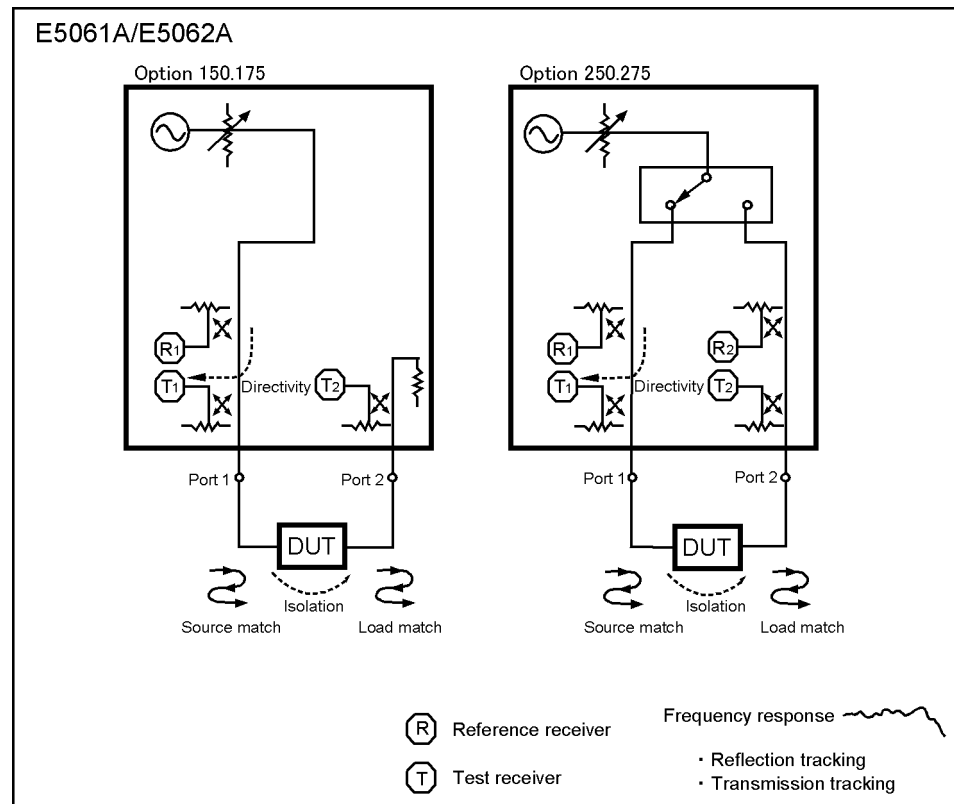 E5061A/E5062A
Option 150.175
R1
T1
Directivity
T2
Port 1
Port 2
DUT
Isolation
Source match
Load match
Option 250.275
R1
R2
T1
Directivity
T2
Port 1
Port 2
DUT
Isolation
Source match
Load match
R Reference receiver
T Test receiver
Frequency response
· Reflection tracking
· Transmission tracking